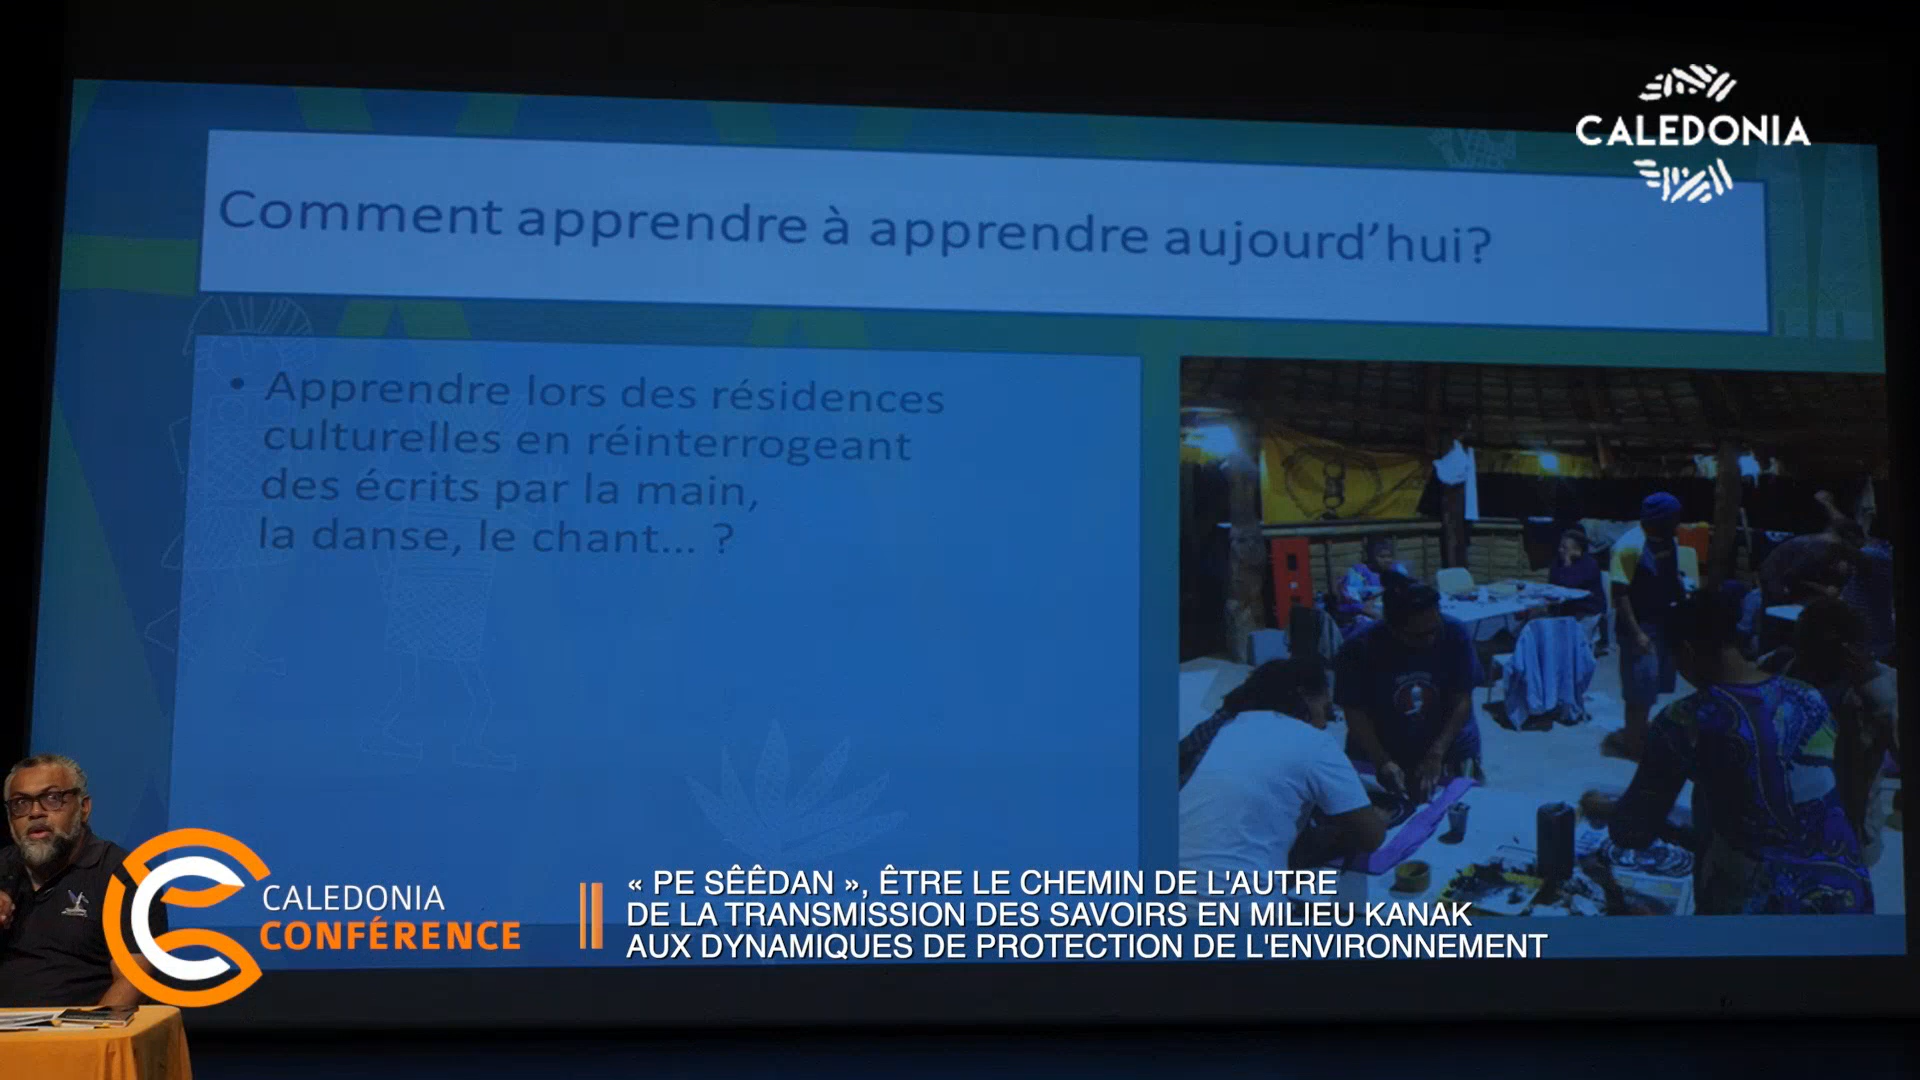 CALEDONIA
Comment apprendre à apprendre aujourd’hui?
• Apprendre lors des résidences
culturelles en réinterrogeant
des écrits par la main,
la danse, le chant... ?
CALEDONIA
CONFÉRENCE
« PE SÊÊDAN », ÊTRE LE CHEMIN DE L'AUTRE
DE LA TRANSMISSION DES SAVOIRS EN MILIEU KANAK
AUX DYNAMIQUES DE PROTECTION DE L'ENVIRONNEMENT